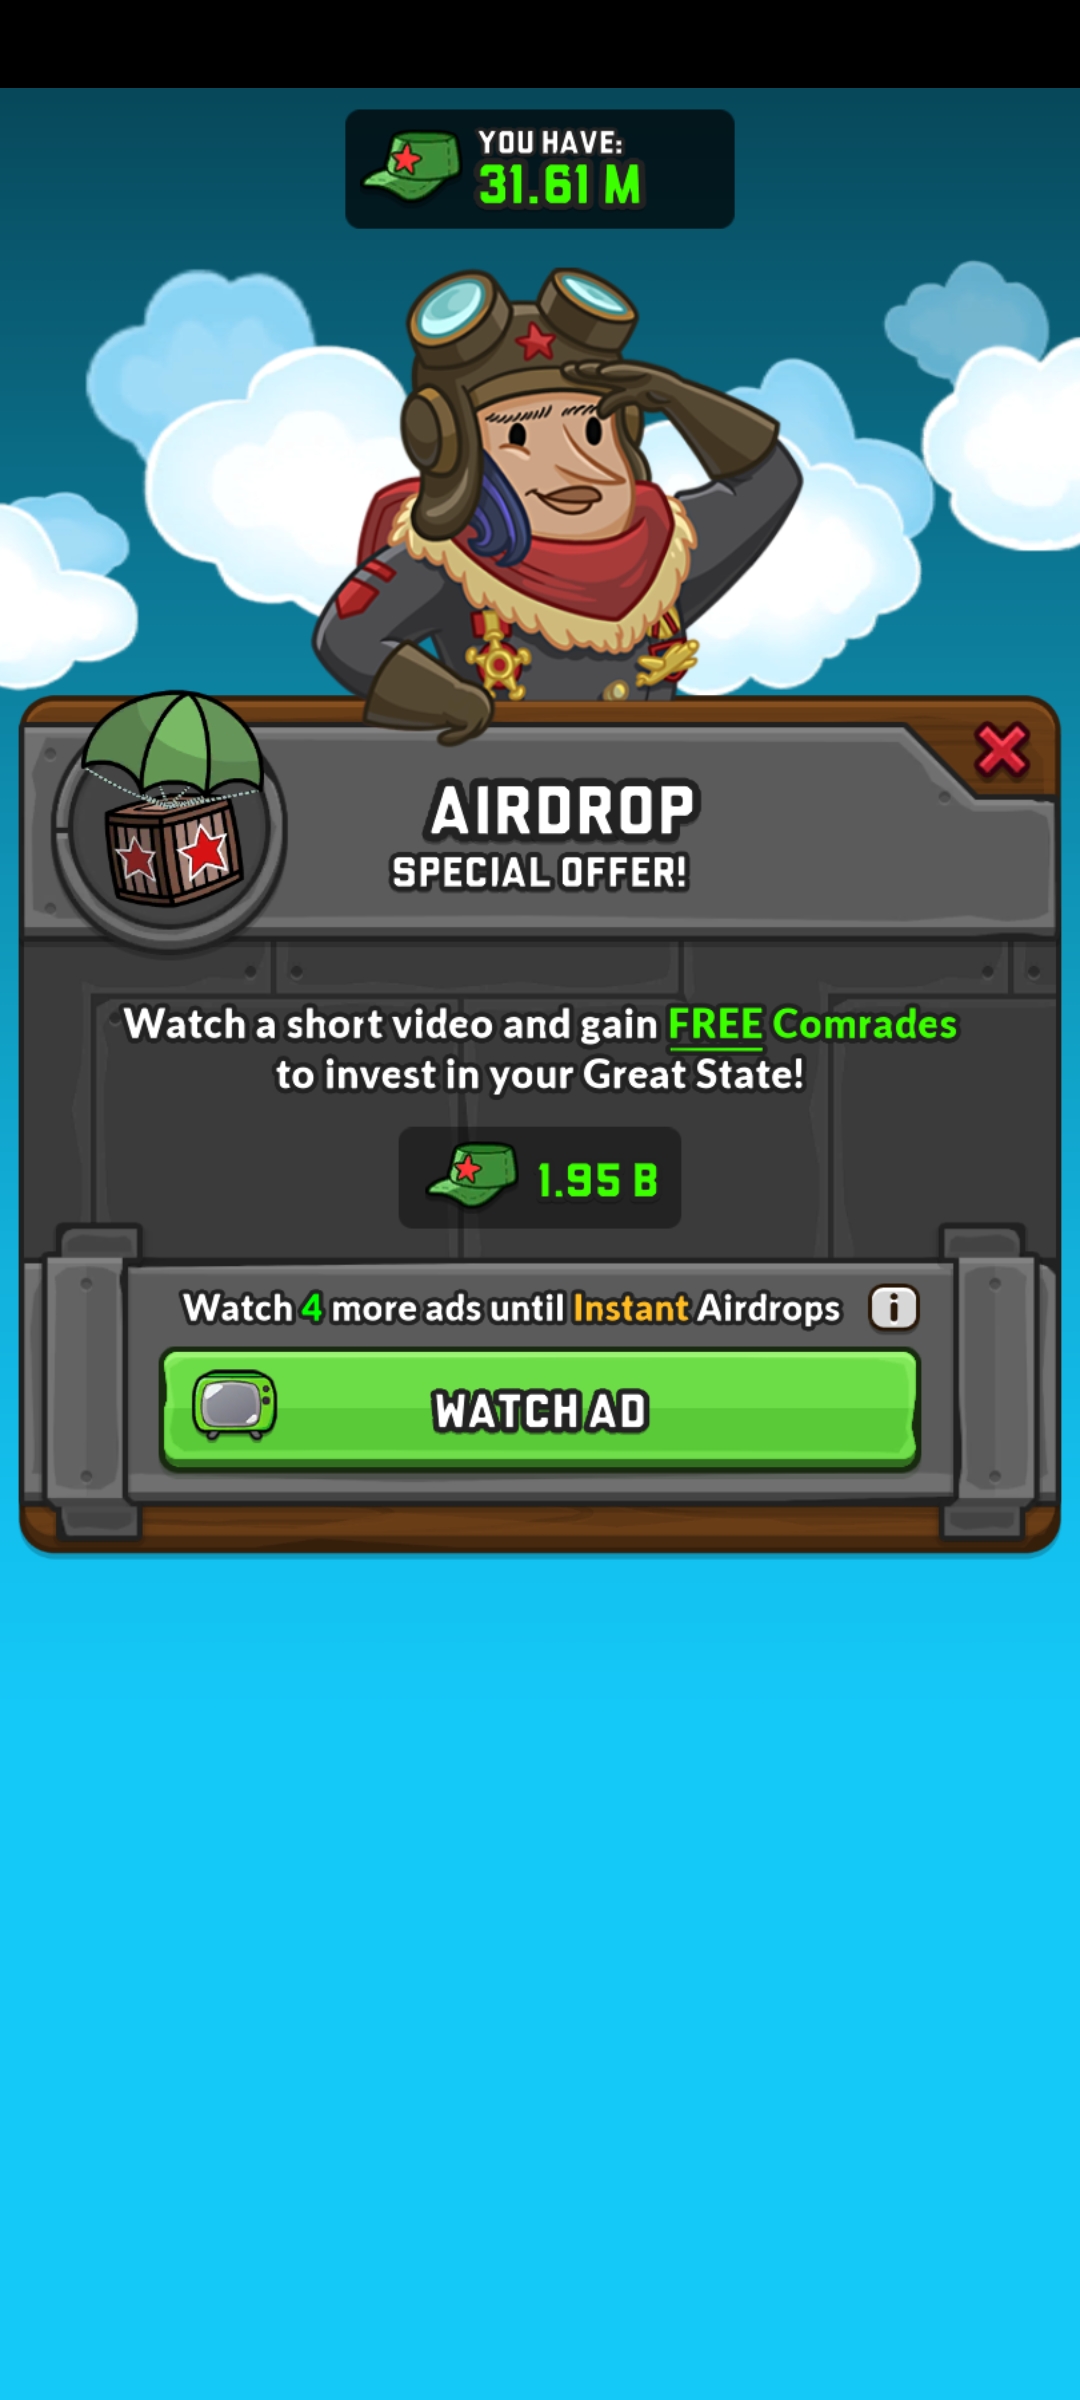 YOU HAVE:
31.61 M
AIRDROP
SPECIAL OFFER!
Watch a short video and gain FREE Comrades
to invest in your Great State!
1.95 B
Watch 4 more ads until Instant Airdrops
i
WATCH AD